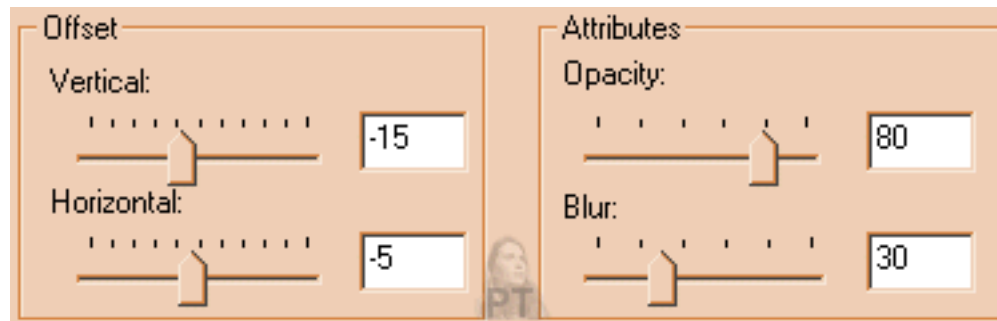 Offset
Vertical:
-15
Horizontal:
-5
Attributes
Opacity:
80
Blur:
30
PT